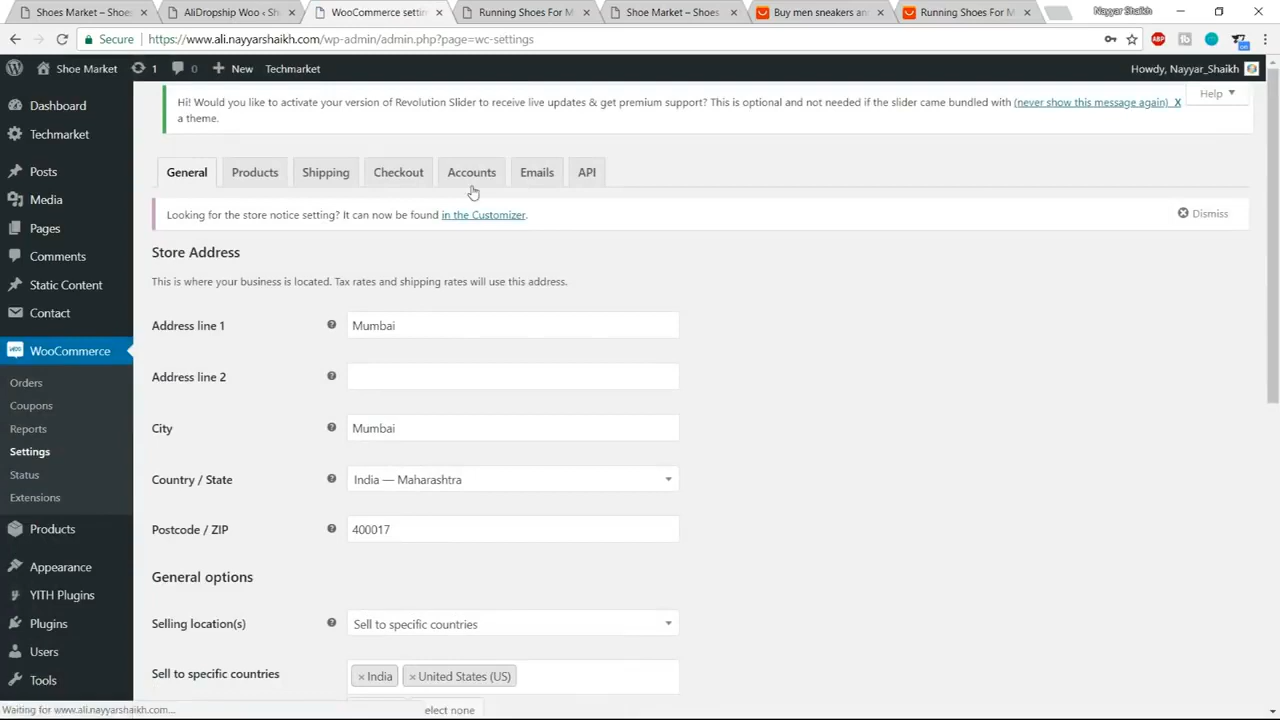 Shoes Market – Shoes
AliDropship Woo ‹ Sh
WooCommerce settin
Running Shoes For M
Shoe Market – Shoes
Buy men sneakers an
Running Shoes For M
Nayyar Shaikh
Secure
https://www.ali.nayyarshaikh.com/wp-admin/admin.php?page=wc-settings
ABP
Shoe Market
1
0
New
Techmarket
Howdy, Nayyar_Shaikh
Hi! Would you like to activate your version of Revolution Slider to receive live updates & get premium support? This is optional and not needed if the slider came bundled with (never show this message again) X
a theme.
Help
Dashboard
Techmarket
Posts
Media
Pages
Comments
Static Content
Contact
WooCommerce
Orders
Coupons
Reports
Settings
Status
Extensions
Products
Appearance
YITH Plugins
Plugins
Users
Tools
General
Products
Shipping
Checkout
Accounts
Emails
API
Looking for the store notice setting? It can now be found in the Customizer.
Dismiss
Store Address
This is where your business is located. Tax rates and shipping rates will use this address.
Address line 1
Mumbai
Address line 2
City
Mumbai
Country / State
India — Maharashtra
Postcode / ZIP
400017
General options
Selling location(s)
Sell to specific countries
Sell to specific countries
× India
× United States (US)
elect none
Waiting for www.ali.nayyarshaikh.com...